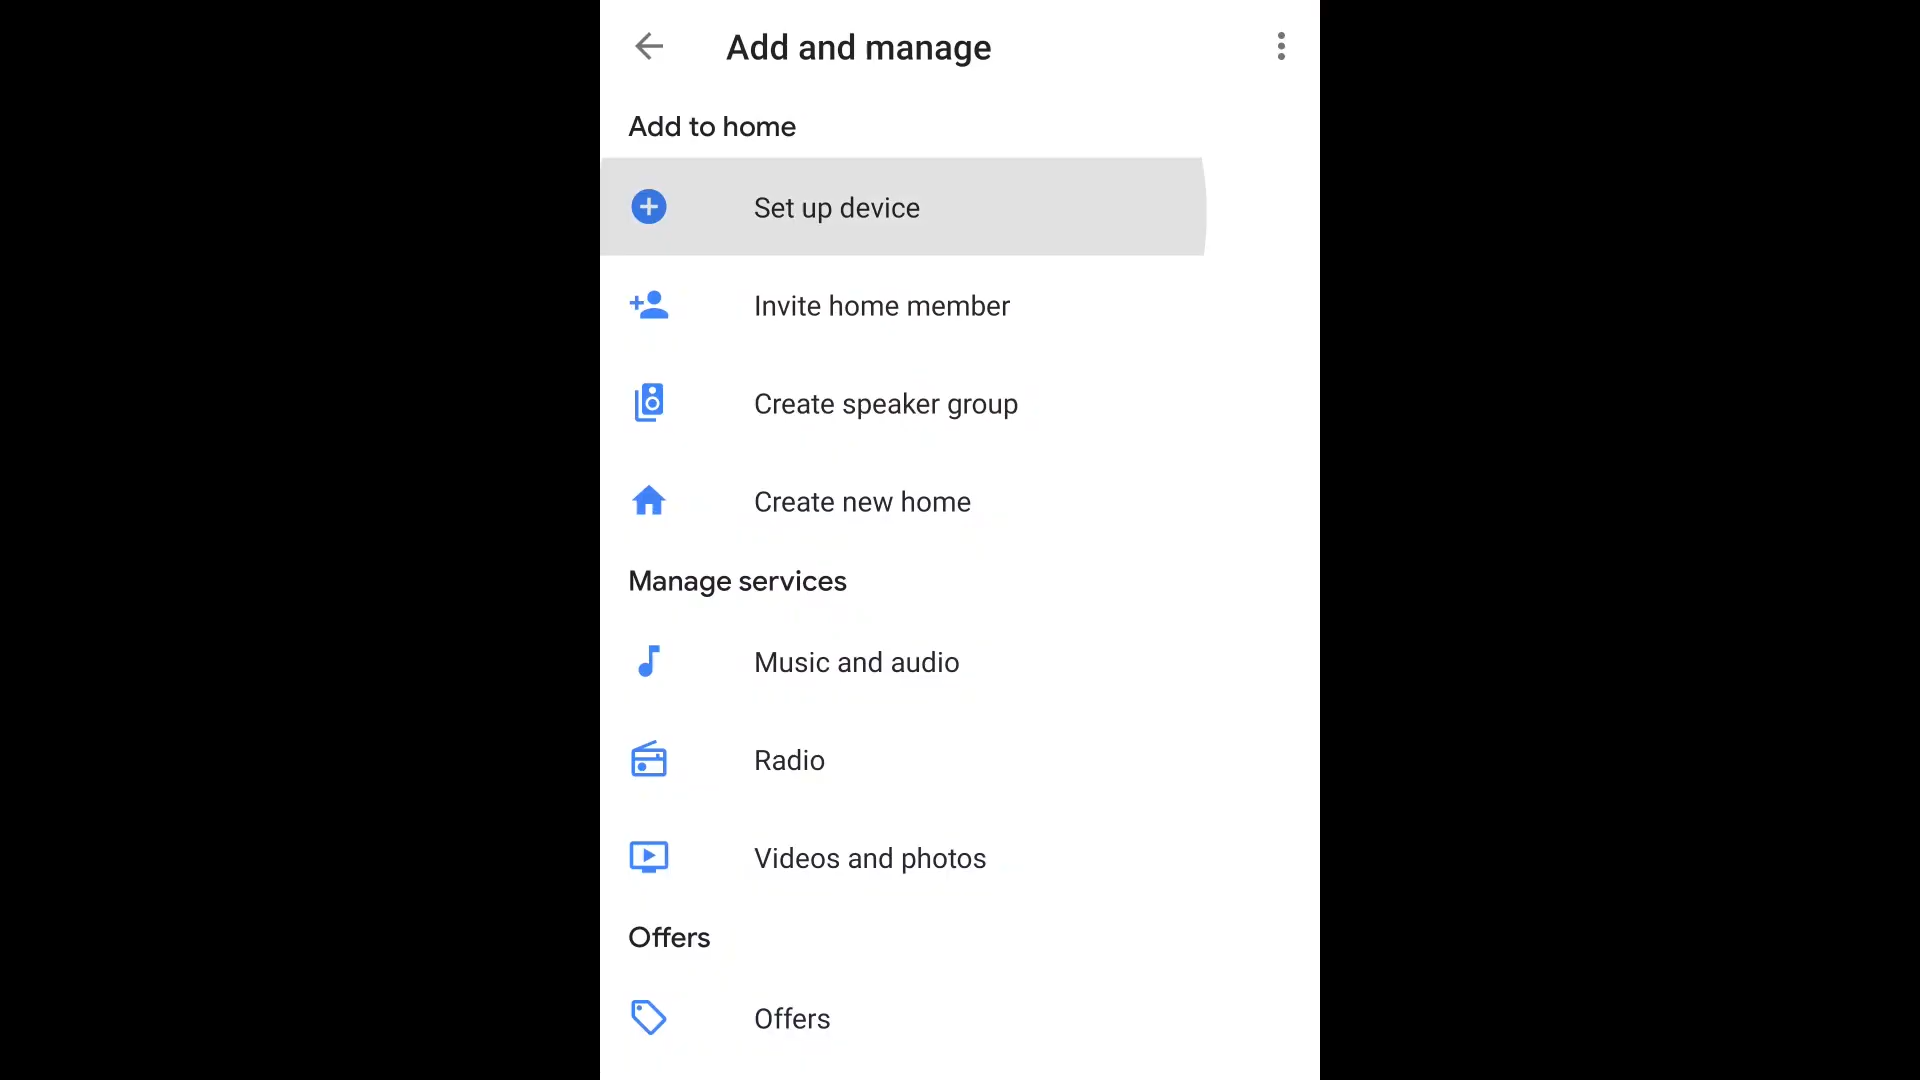 Add and manage
Add to home
Set up device
Invite home member
Create speaker group
Create new home
Manage services
Music and audio
Radio
Videos and photos
Offers
Offers